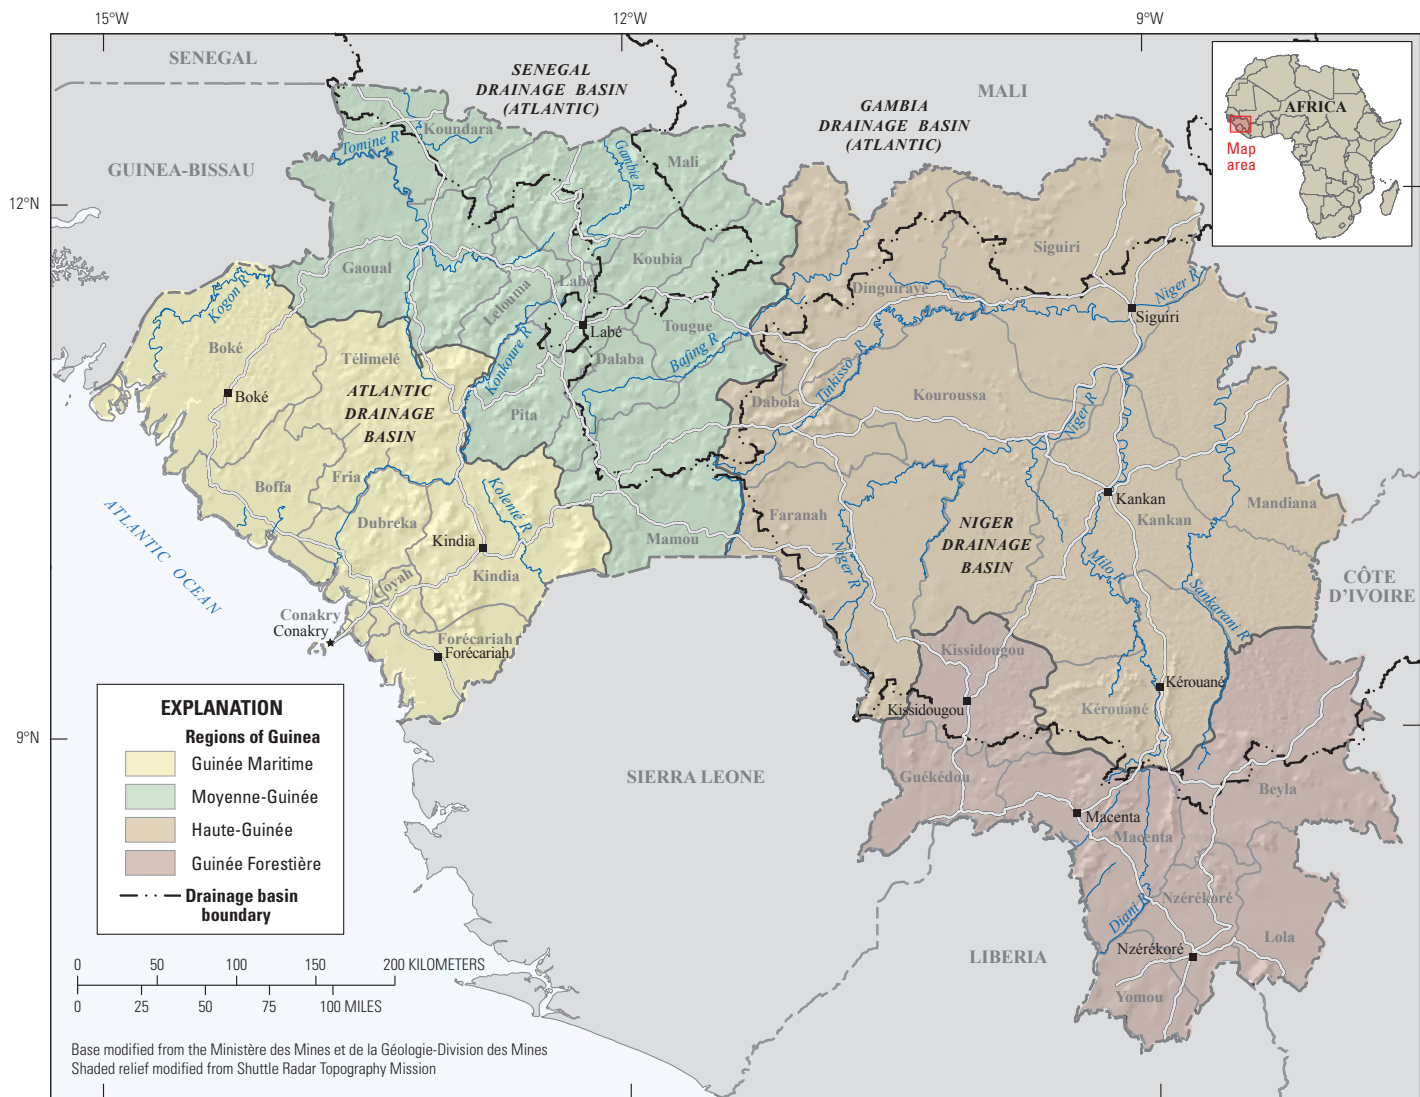 15°W
12°W
9°W
SENEGAL
SENEGAL
DRAINAGE BASIN
(ATLANTIC)
GAMBIA
DRAINAGE BASIN
(ATLANTIC)
MALI
AFRICA
Map
area
GUINEA-BISSAU
12°N
Koundara
Tomine R
Gambie R
Mali
Siguiri
Gaoual
Koubia
Labé
Lelouma
Dinguiraye
Niger R
Siguiri
Kogon R
Boké
Boké
Télimelé
Konkoure R
Labé
Tougue
Dalaba
Bafing R
Tinkisso R
ATLANTIC
DRAINAGE
BASIN
Pita
Dabola
Kouroussa
Niger R
Boffa
Fria
Kolenté R
Dubreka
Kindia
Kindia
Mamou
Faranah
Niger R
NIGER
DRAINAGE
BASIN
Kankan
Kankan
Mandiana
ATLANTIC OCEAN
Coyah
Conakry
Conakry
Forécariah
Forécariah
Milo R
Sankarani R
CÔTE
D'IVOIRE
Kissidougou
Kissidougou
Kérouané
Kérouané
9°N
SIERRA LEONE
Guékédou
Beyla
Macenta
Macenta
Diani R
Nzérékoré
Nzérékoré
Lola
Yomou
LIBERIA
EXPLANATION
Regions of Guinea
Guinée Maritime
Moyenne-Guinée
Haute-Guinée
Guinée Forestière
Drainage basin
boundary
0 50 100 150 200 KILOMETERS
0 25 50 75 100 MILES
Base modified from the Ministère des Mines et de la Géologie-Division des Mines
Shaded relief modified from Shuttle Radar Topography Mission